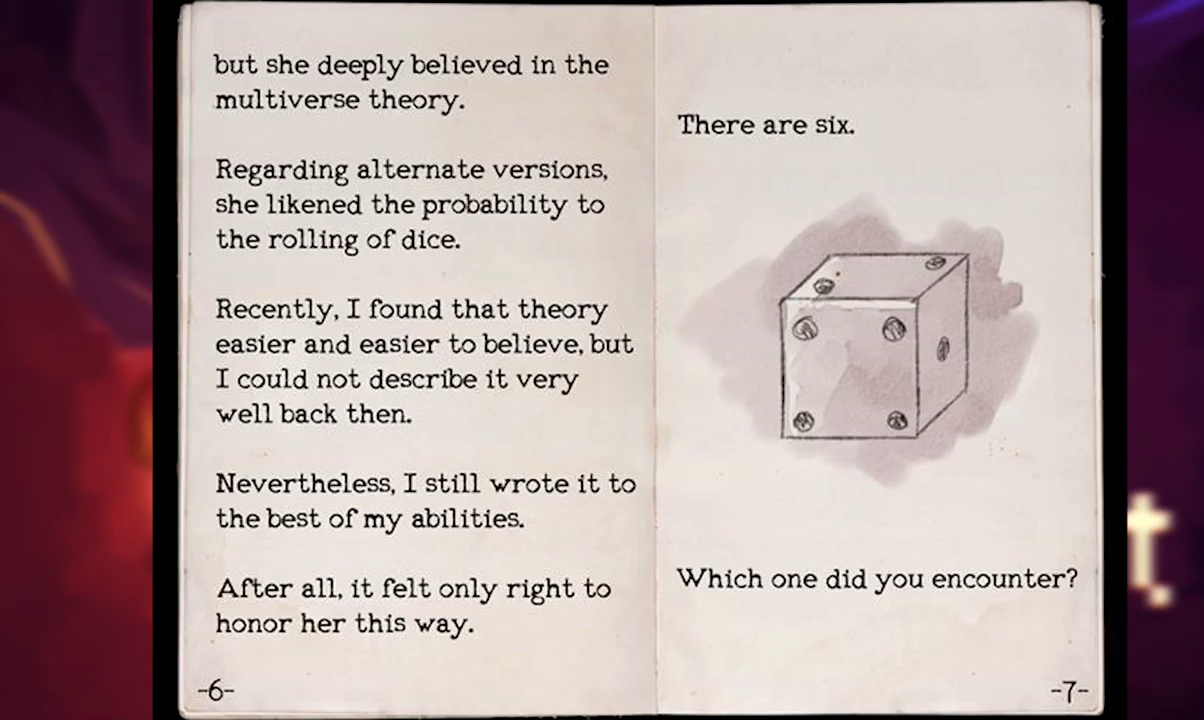 but she deeply believed in the
multiverse theory.
Regarding alternate versions,
she likened the probability to
the rolling of dice.
Recently, I found that theory
easier and easier to believe, but
I could not describe it very
well back then.
Nevertheless, I still wrote it to
the best of my abilities.
After all, it felt only right to
honor her this way.
-6-
There are six.
Which one did you encounter?
-7-
t.